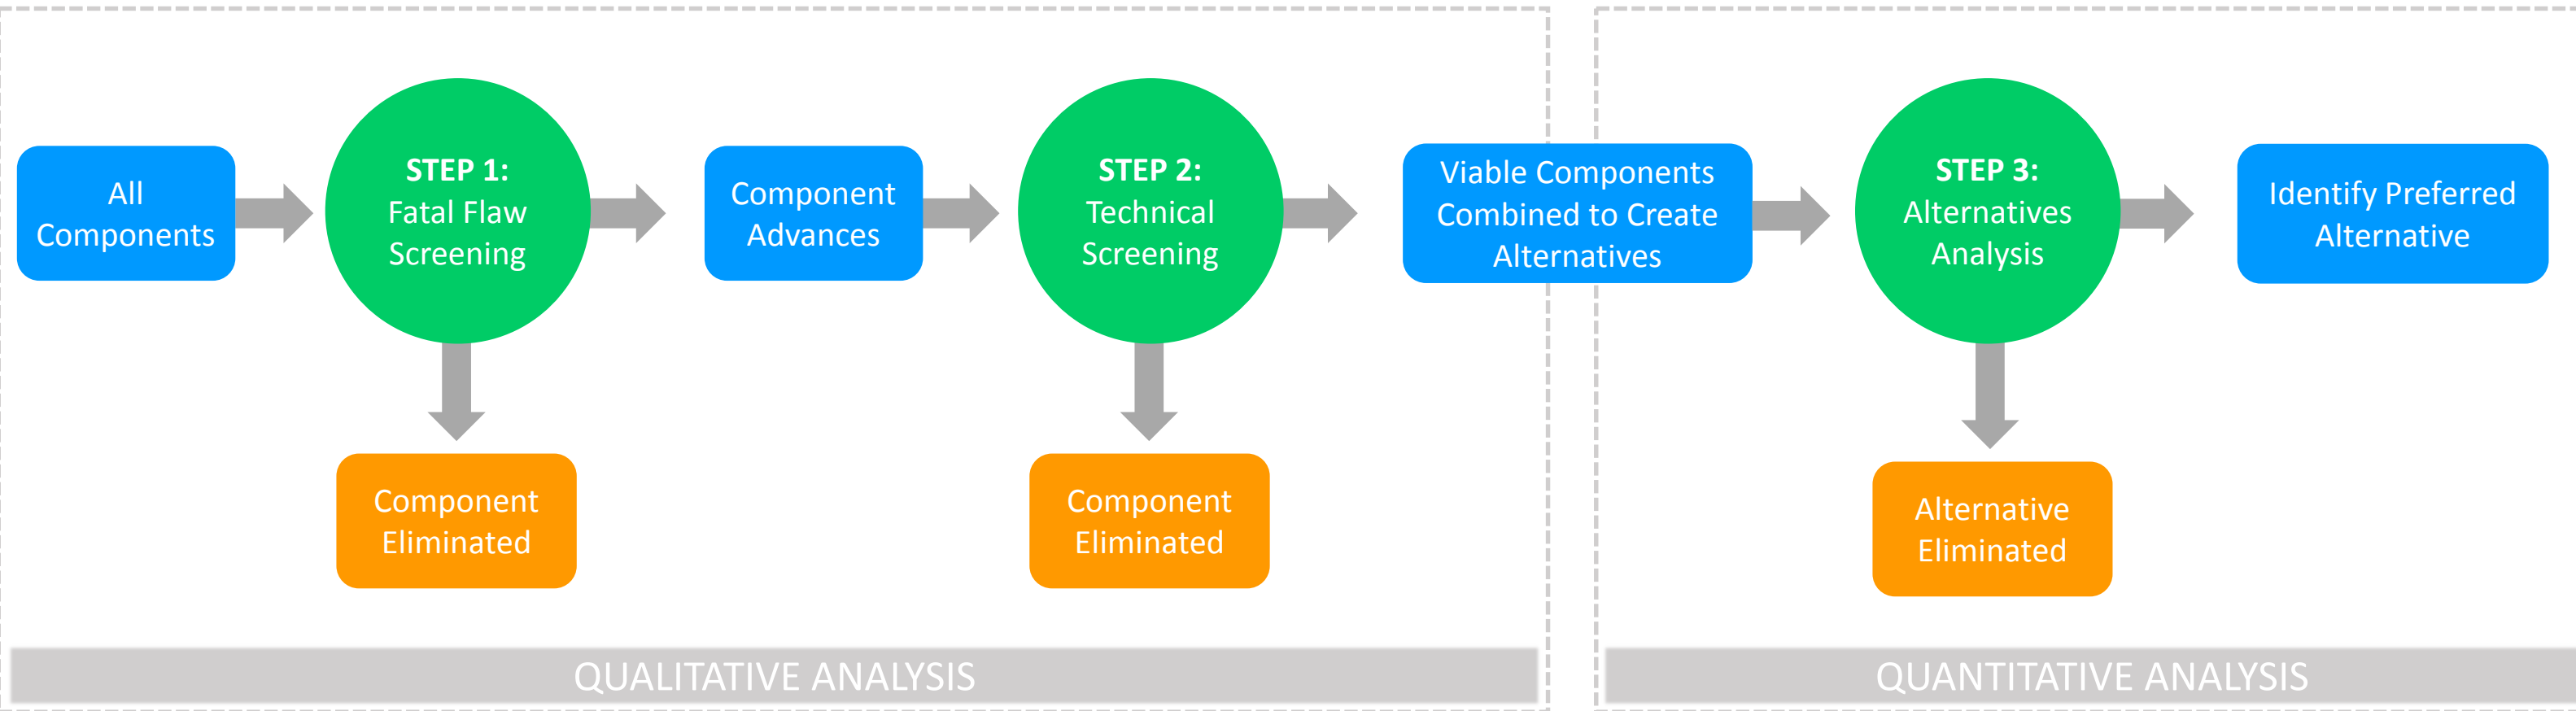 All
Components
STEP 1:
Fatal Flaw
Screening
Component
Advances
STEP 2:
Technical
Screening
Viable Components
Combined to Create
Alternatives
STEP 3:
Alternatives
Analysis
Identify Preferred
Alternative
Component
Eliminated
Component
Eliminated
Alternative
Eliminated
QUALITATIVE ANALYSIS
QUANTITATIVE ANALYSIS